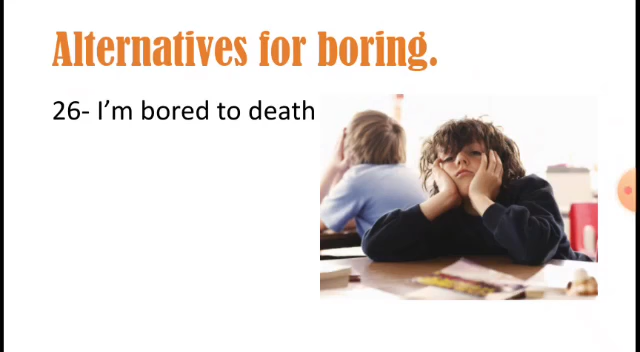 Alternatives for boring.
26- I’m bored to death